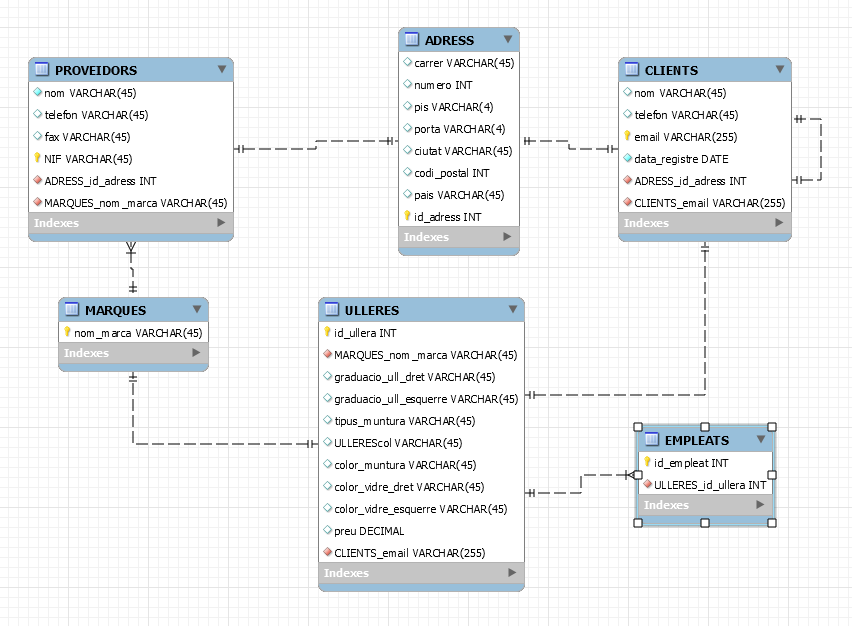 PROVEIDORS
nom VARCHAR(45)
telefon VARCHAR(45)
fax VARCHAR(45)
NIF VARCHAR(45)
ADRESS_id_adress INT
MARQUES_nom_marca VARCHAR(45)
Indexes
ADRESS
carrer VARCHAR(45)
numero INT
pis VARCHAR(4)
porta VARCHAR(4)
ciutat VARCHAR(45)
codi_postal INT
pais VARCHAR(45)
id_adress INT
Indexes
CLIENTS
nom VARCHAR(45)
telefon VARCHAR(45)
email VARCHAR(255)
data_registre DATE
ADRESS_id_adress INT
CLIENTS_email VARCHAR(255)
Indexes
MARQUES
nom_marca VARCHAR(45)
Indexes
ULLERES
id_ullera INT
MARQUES_nom_marca VARCHAR(45)
graduacio_ull_dret VARCHAR(45)
graduacio_ull_esquerre VARCHAR(45)
tipus_muntura VARCHAR(45)
ULLEREScol VARCHAR(45)
color_muntura VARCHAR(45)
color_vidre_dret VARCHAR(45)
color_vidre_esquerre VARCHAR(45)
preu DECIMAL
CLIENTS_email VARCHAR(255)
Indexes
EMPLEATS
id_empleat INT
ULLERES_id_ullera INT
Indexes